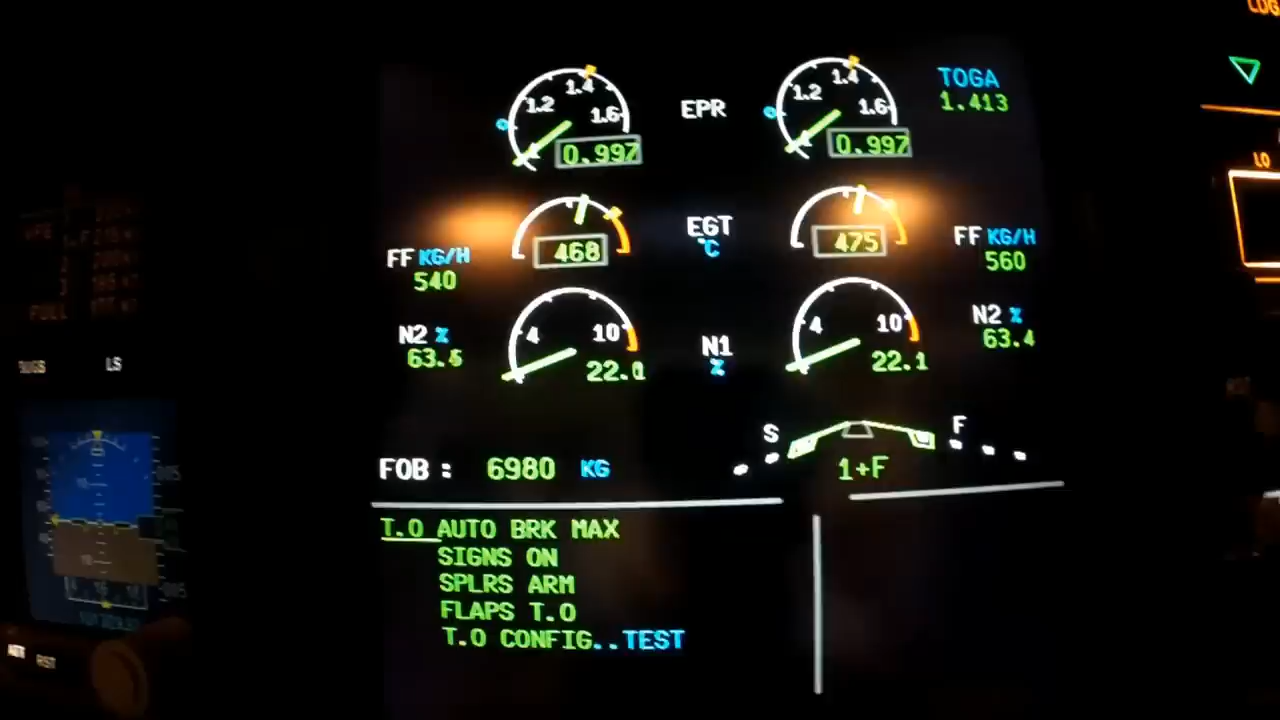 1.2 1.4 1.6 EPR 1.2 1.4 1.6 TOGA
0.997 0.997 1.413
EGT
°C
FF KG/H 468 475 FF KG/H
540 560
N2 % 4 10 N1 4 10 N2 %
63.5 22.0 % 22.1 63.4
S F
FOB : 6980 KG 1+F
T.O AUTO BRK MAX
SIGNS ON
SPLRS ARM
FLAPS T.O
T.O CONFIG..TEST
LS
FULL
LO
RST